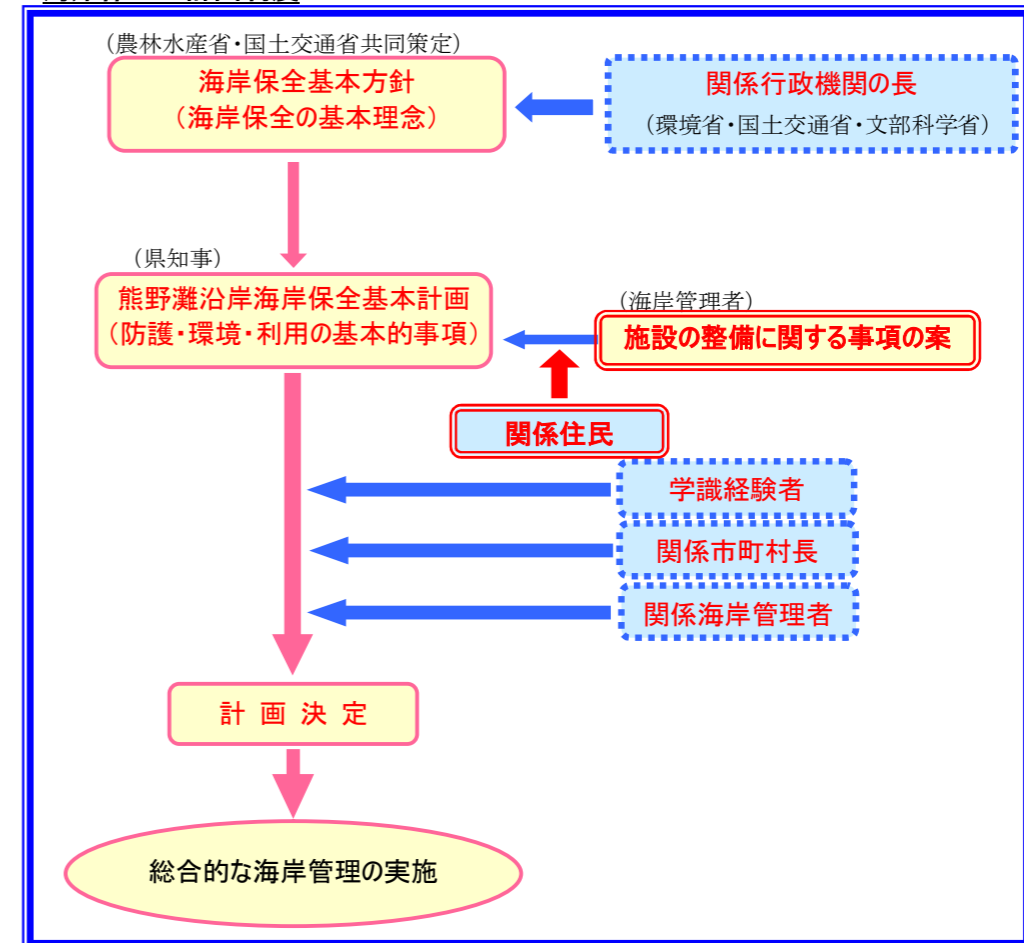 （農林水産省・国土交通省共同策定）
海岸保全基本方針
（海岸保全の基本理念）
関係行政機関の長
（環境省・国土交通省・文部科学省）
（県知事）
熊野灘沿岸海岸保全基本計画
（防護・環境・利用の基本的事項）
（海岸管理者）
施設の整備に関する事項の案
関係住民
学識経験者
関係市町村長
関係海岸管理者
計 画 決 定
総合的な海岸管理の実施